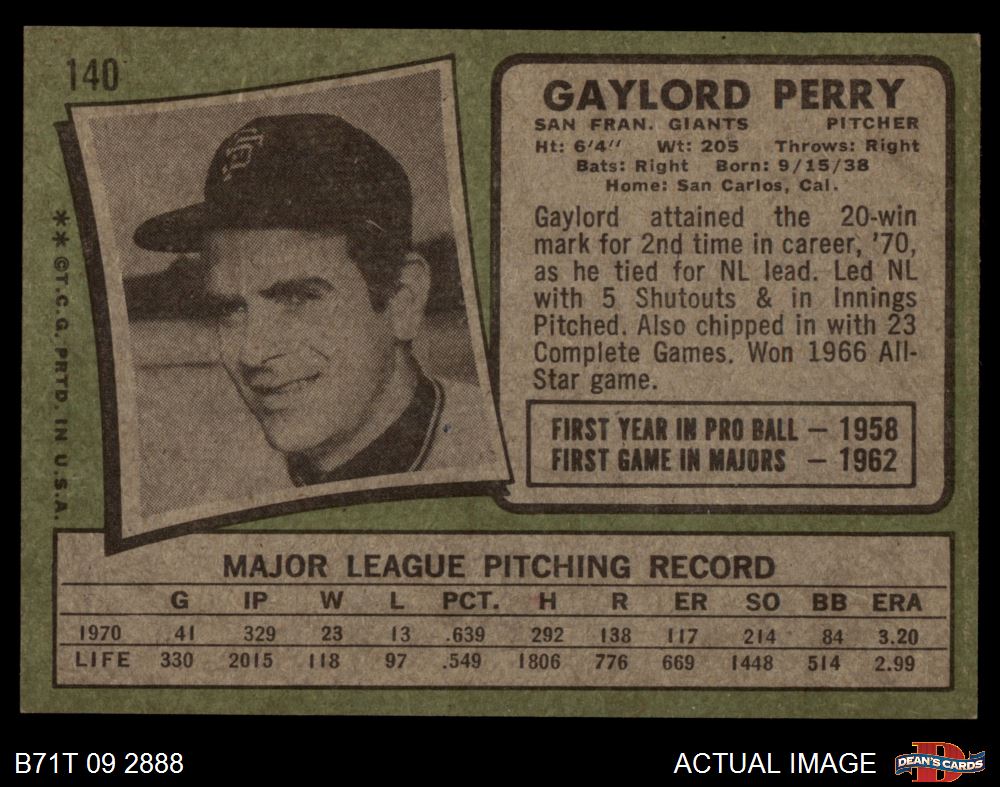 140
GAYLORD PERRY
SAN FRAN. GIANTS PITCHER
Ht: 6'4" Wt: 205 Throws: Right
Bats: Right Born: 9/15/38
Home: San Carlos, Cal.
Gaylord attained the 20-win
mark for 2nd time in career, '70,
as he tied for NL lead. Led NL
with 5 Shutouts & in Innings
Pitched. Also chipped in with 23
Complete Games. Won 1966 All-
Star game.
FIRST YEAR IN PRO BALL — 1958
FIRST GAME IN MAJORS — 1962
** ©T.C.G. PRTD. IN U.S.A.
SF
MAJOR LEAGUE PITCHING RECORD
G IP W L PCT. H R ER SO BB ERA
1970 41 329 23 13 .639 292 138 117 214 84 3.20
LIFE 330 2015 118 97 .549 1806 776 669 1448 514 2.99
B71T 09 2888
ACTUAL IMAGE
DEAN'S CARDS